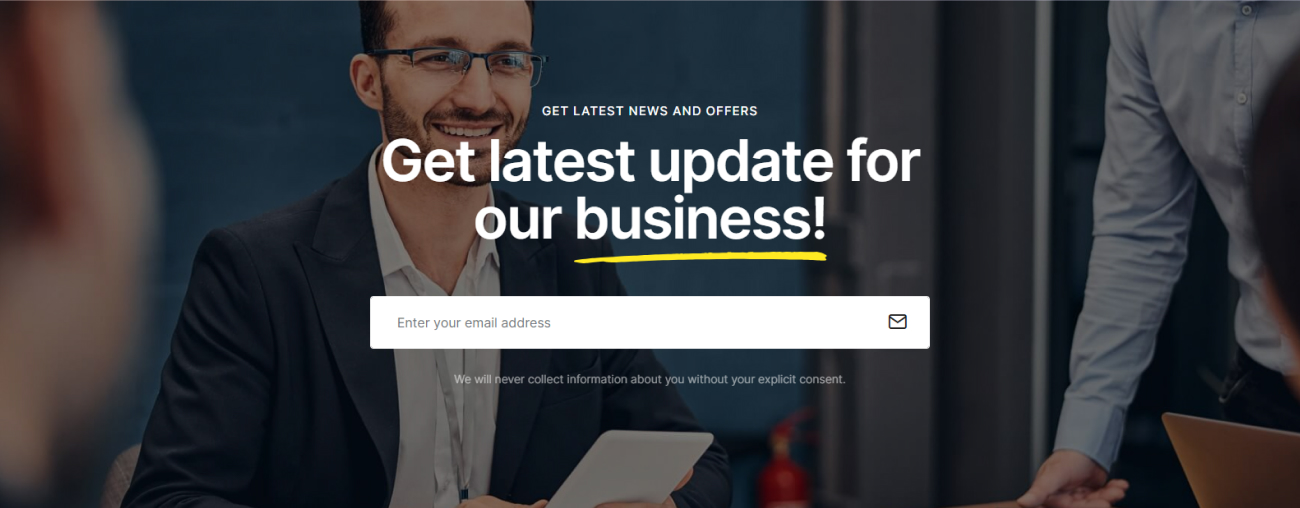 GET LATEST NEWS AND OFFERS
Get latest update for
our business!
Enter your email address
We will never collect information about you without your explicit consent.